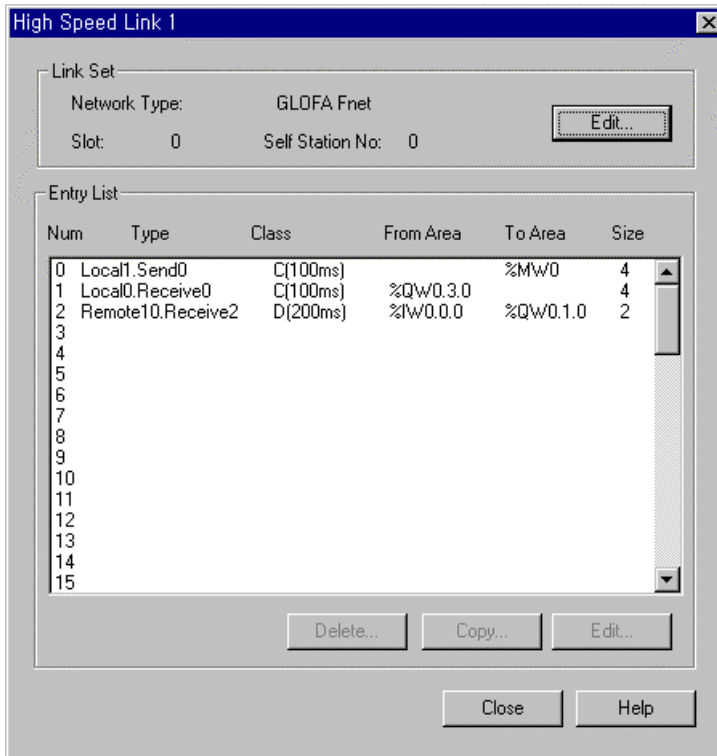 High Speed Link 1
Link Set
Network Type: GLOFA Fnet
Edit...
Slot: 0 Self Station No: 0
Entry List
Num Type Class From Area To Area Size
0 Local1.Send0 C(100ms) %MW0 4
1 Local0.Receive0 C(100ms) %QW0.3.0 4
2 Remote10.Receive2 D(200ms) %IW0.0.0 %QW0.1.0 2
3
4
5
6
7
8
9
10
11
12
13
14
15
Delete... Copy... Edit...
Close Help